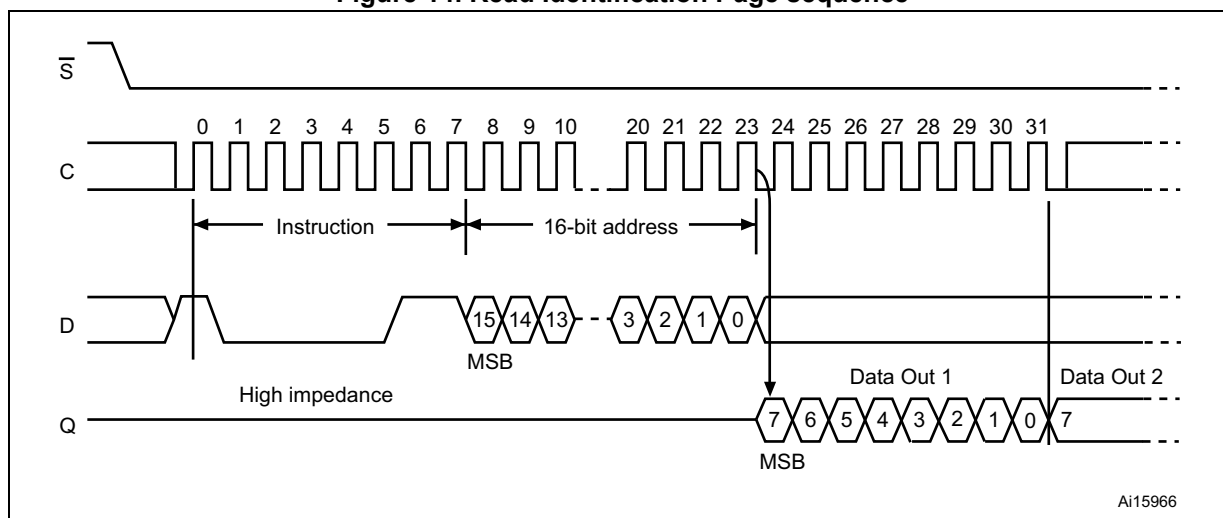 Figure 14. Read Identification Page sequence
S
0 1 2 3 4 5 6 7 8 9 10 20 21 22 23 24 25 26 27 28 29 30 31
C
Instruction 16-bit address
D 15 14 13 3 2 1 0
MSB
Data Out 1 Data Out 2
High impedance
Q 7 6 5 4 3 2 1 0 7
MSB
Ai15966